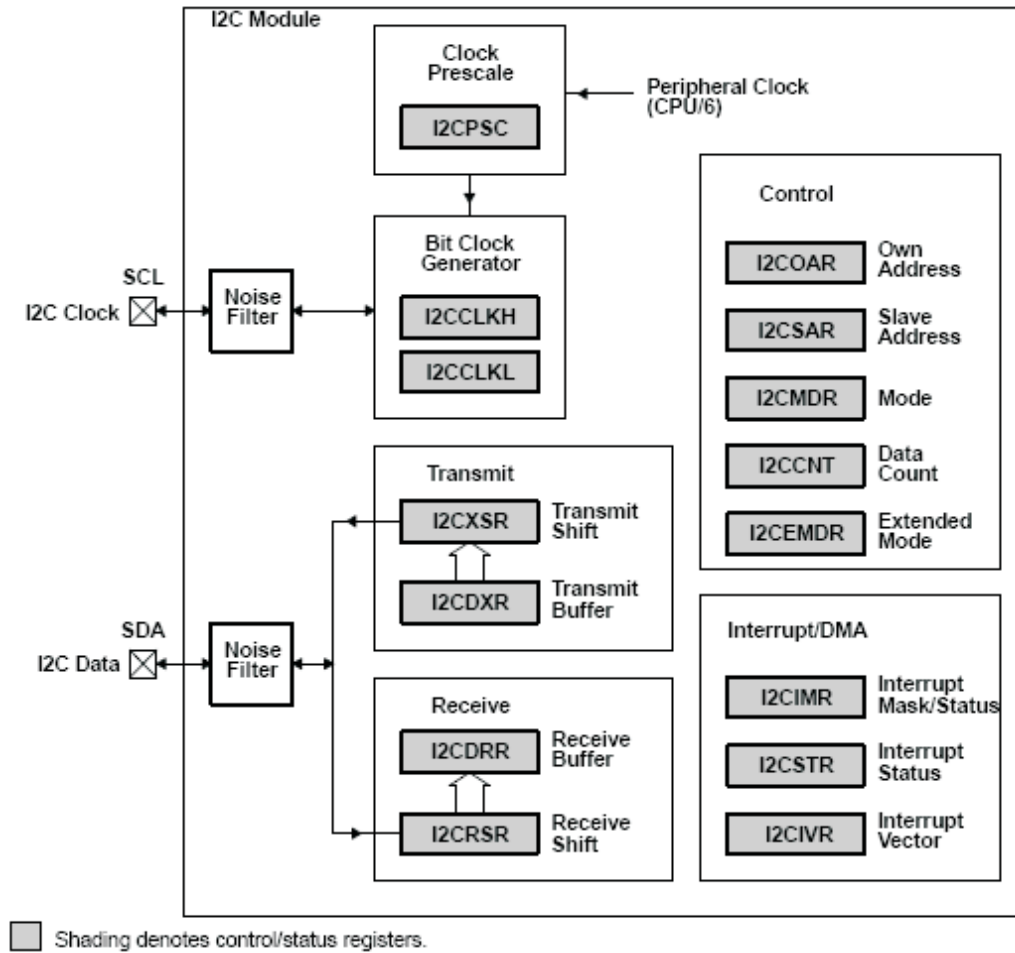 I2C Module
Clock
Prescale
I2CPSC
Peripheral Clock
(CPU/6)
Bit Clock
Generator
I2CCLKH
I2CCLKL
SCL
I2C Clock
Noise
Filter
Control
I2COAR
Own
Address
I2CSAR
Slave
Address
I2CMDR
Mode
I2CCNT
Data
Count
I2CEMDR
Extended
Mode
Transmit
I2CXSR
Transmit
Shift
I2CDXR
Transmit
Buffer
SDA
I2C Data
Noise
Filter
Receive
I2CDRR
Receive
Buffer
I2CRSR
Receive
Shift
Interrupt/DMA
I2CIMR
Interrupt
Mask/Status
I2CSTR
Interrupt
Status
I2CIVR
Interrupt
Vector
Shading denotes control/status registers.